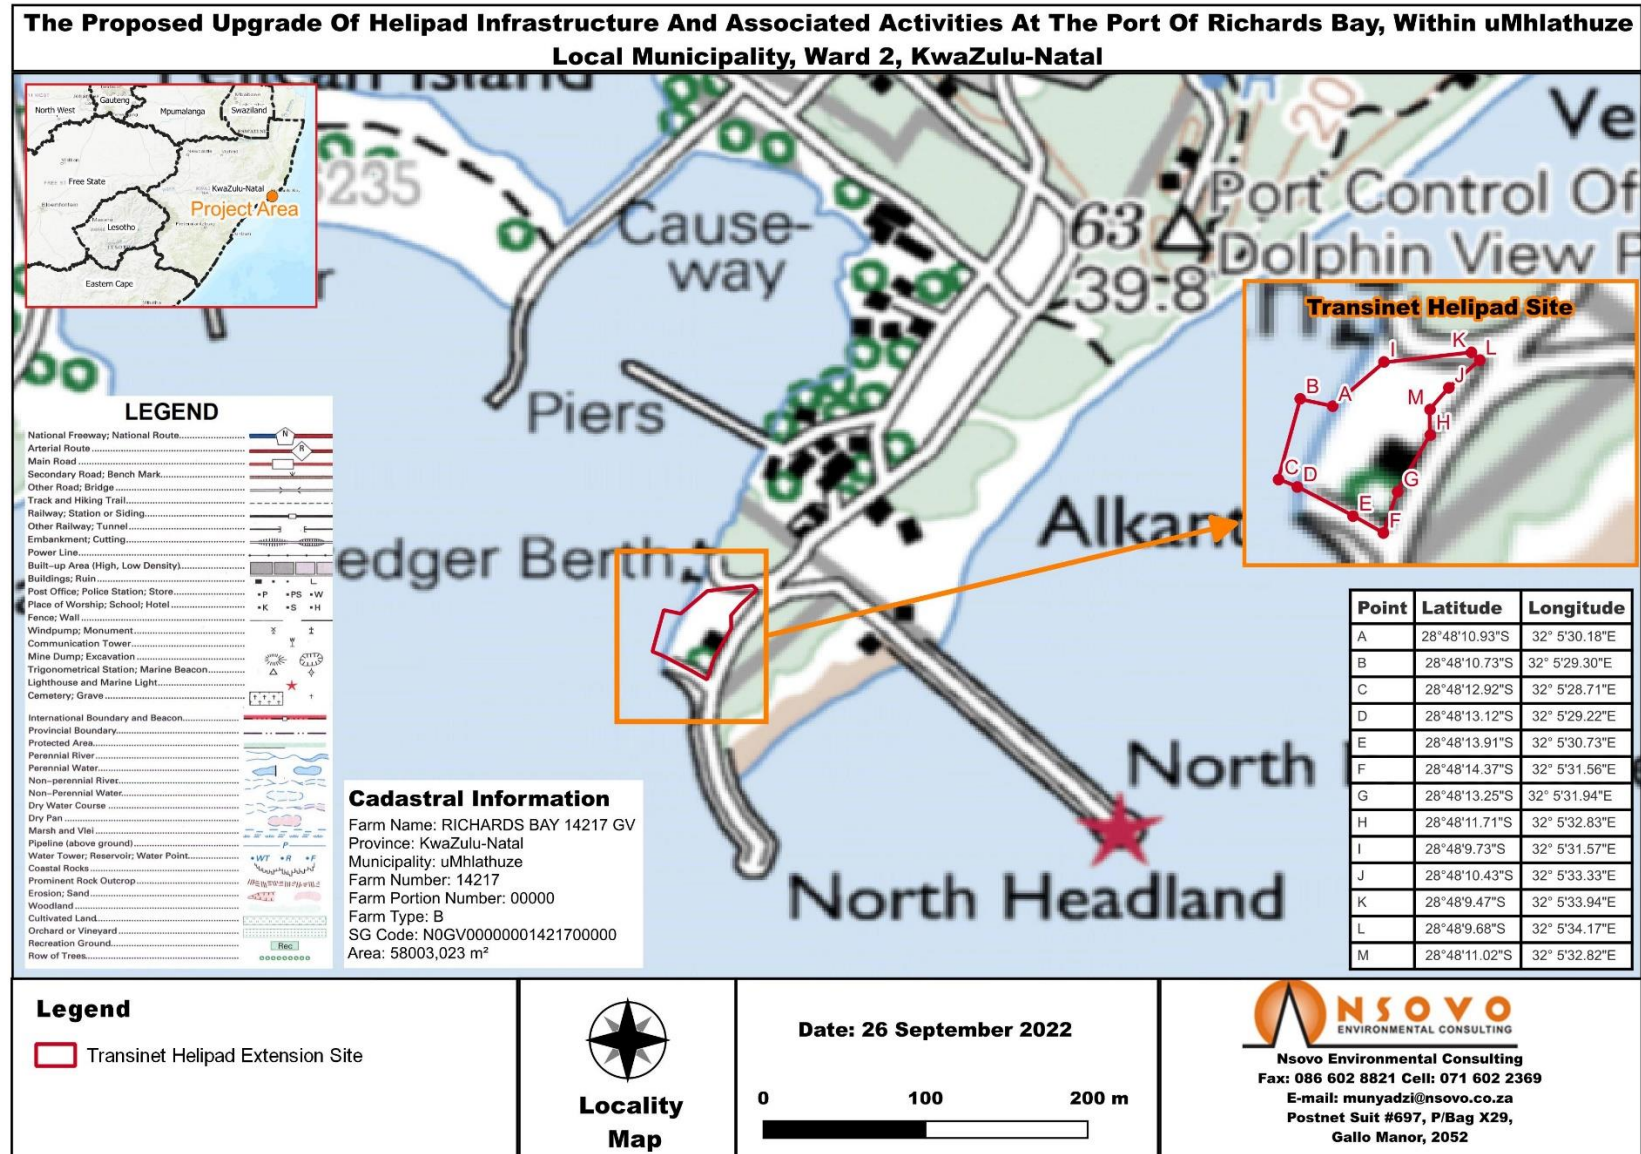 The Proposed Upgrade Of Helipad Infrastructure And Associated Activities At The Port Of Richards Bay, Within uMhlathuze
Local Municipality, Ward 2, KwaZulu-Natal
North West
Gauteng
Mpumalanga
Swaziland
Free State
KwaZulu-Natal
Project Area
Lesotho
Eastern Cape
Island
6235
Cause-
way
Piers
edger Berth
63
39·8
20
Ve
Port Control Of
Dolphin View P
Alkant
North
North Headland
Transinet Helipad Site
I
K
L
B
A
J
M
H
C
D
G
E
F
LEGEND
National Freeway; National Route
N
Arterial Route
R
Main Road
Secondary Road; Bench Mark
Other Road; Bridge
Track and Hiking Trail
Railway; Station or Siding
Other Railway; Tunnel
Embankment; Cutting
Power Line
Built-up Area (High, Low Density)
Buildings; Ruin
Post Office; Police Station; Store •P •PS •W
Place of Worship; School; Hotel •K •S •H
Fence; Wall
Windpump; Monument
Communication Tower
Mine Dump; Excavation
Trigonometrical Station; Marine Beacon
Lighthouse and Marine Light
Cemetery; Grave
International Boundary and Beacon
Provincial Boundary
Protected Area
Perennial River
Perennial Water
Non-perennial River
Non-Perennial Water
Dry Water Course
Dry Pan
Marsh and Vlei
Pipeline (above ground) P
Water Tower; Reservoir; Water Point •WT •R •F
Coastal Rocks
Prominent Rock Outcrop
Erosion; Sand
Woodland
Cultivated Land
Orchard or Vineyard
Recreation Ground Rec
Row of Trees
Cadastral Information
Farm Name: RICHARDS BAY 14217 GV
Province: KwaZulu-Natal
Municipality: uMhlathuze
Farm Number: 14217
Farm Portion Number: 00000
Farm Type: B
SG Code: N0GV00000001421700000
Area: 58003,023 m²
Point Latitude Longitude
A 28°48'10.93"S 32° 5'30.18"E
B 28°48'10.73"S 32° 5'29.30"E
C 28°48'12.92"S 32° 5'28.71"E
D 28°48'13.12"S 32° 5'29.22"E
E 28°48'13.91"S 32° 5'30.73"E
F 28°48'14.37"S 32° 5'31.56"E
G 28°48'13.25"S 32° 5'31.94"E
H 28°48'11.71"S 32° 5'32.83"E
I 28°48'9.73"S 32° 5'31.57"E
J 28°48'10.43"S 32° 5'33.33"E
K 28°48'9.47"S 32° 5'33.94"E
L 28°48'9.68"S 32° 5'34.17"E
M 28°48'11.02"S 32° 5'32.82"E
Legend
Transinet Helipad Extension Site
Locality
Map
Date: 26 September 2022
0 100 200 m
NSOVO
ENVIRONMENTAL CONSULTING
Nsovo Environmental Consulting
Fax: 086 602 8821 Cell: 071 602 2369
E-mail: munyadzi@nsovo.co.za
Postnet Suit #697, P/Bag X29,
Gallo Manor, 2052